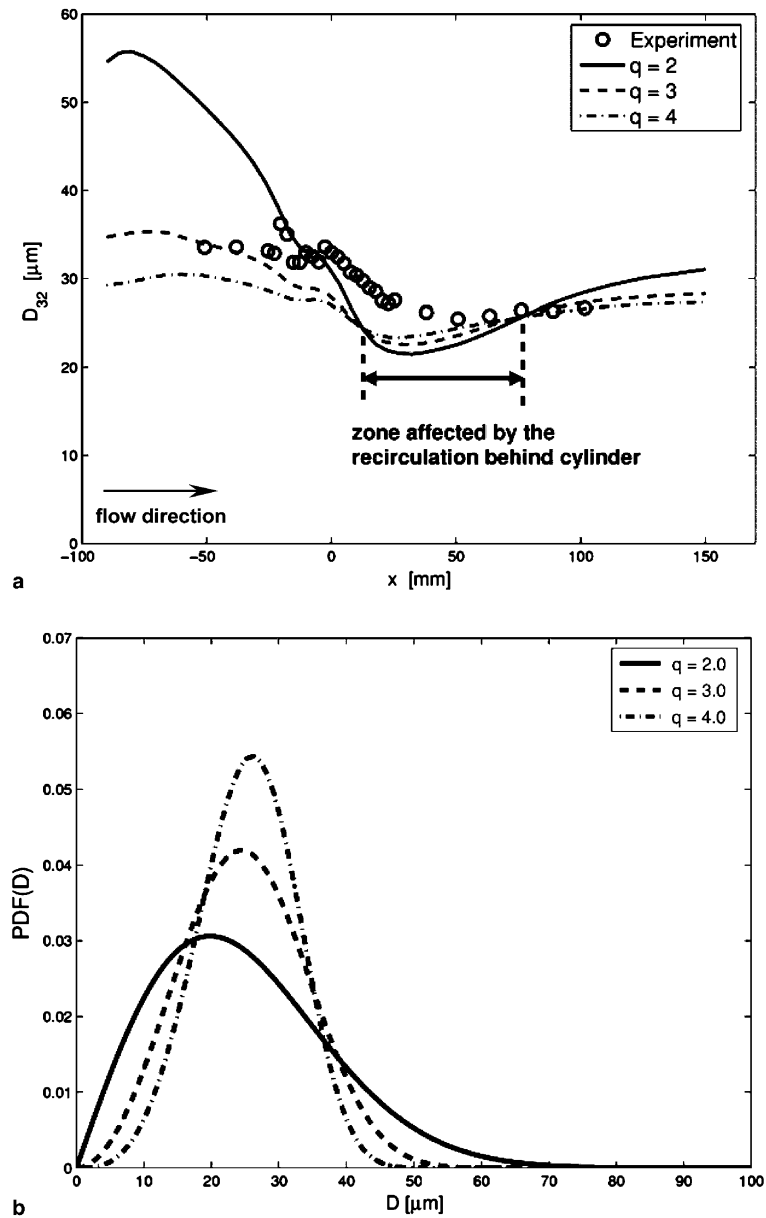 60
50
40
30
20
10
0
D32 [μm]
Experiment
q = 2
q = 3
q = 4
zone affected by the
recirculation behind cylinder
flow direction
−100 −50 0 50 100 150
x [mm]
a
0.07
0.06
0.05
0.04
0.03
0.02
0.01
0
PDF(D)
q = 2.0
q = 3.0
q = 4.0
0 10 20 30 40 50 60 70 80 90 100
D [μm]
b